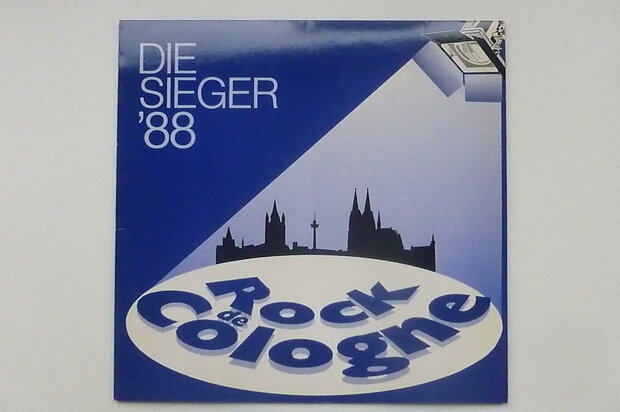 DIE
SIEGER
'88
Rock
de
Cologne